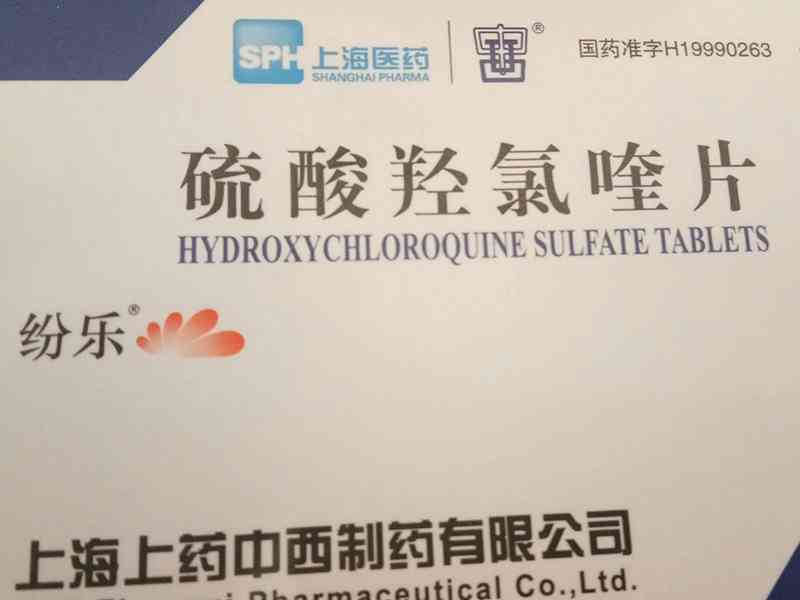 SPH 上海医药
SHANGHAI PHARMA
国药准字H19990263
硫酸羟氯喹片
HYDROXYCHLOROQUINE SULFATE TABLETS
纷乐®
上海上药中西制药有限公司
Pharmaceutical Co.,Ltd.